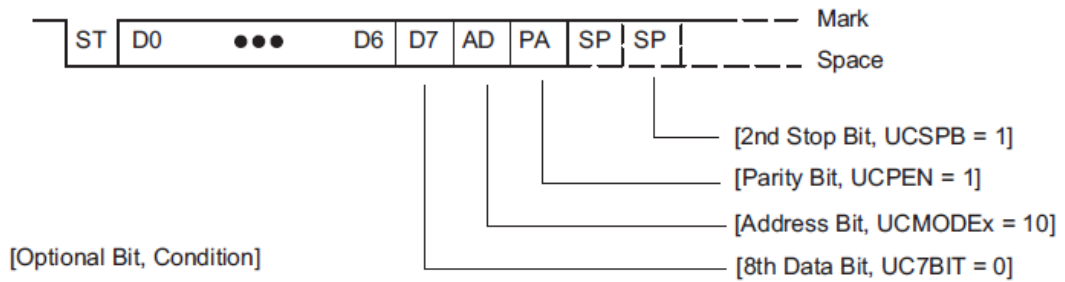 Mark
ST D0 ●●● D6 D7 AD PA SP SP
Space
[2nd Stop Bit, UCSPB = 1]
[Parity Bit, UCPEN = 1]
[Address Bit, UCMODEx = 10]
[Optional Bit, Condition]
[8th Data Bit, UC7BIT = 0]